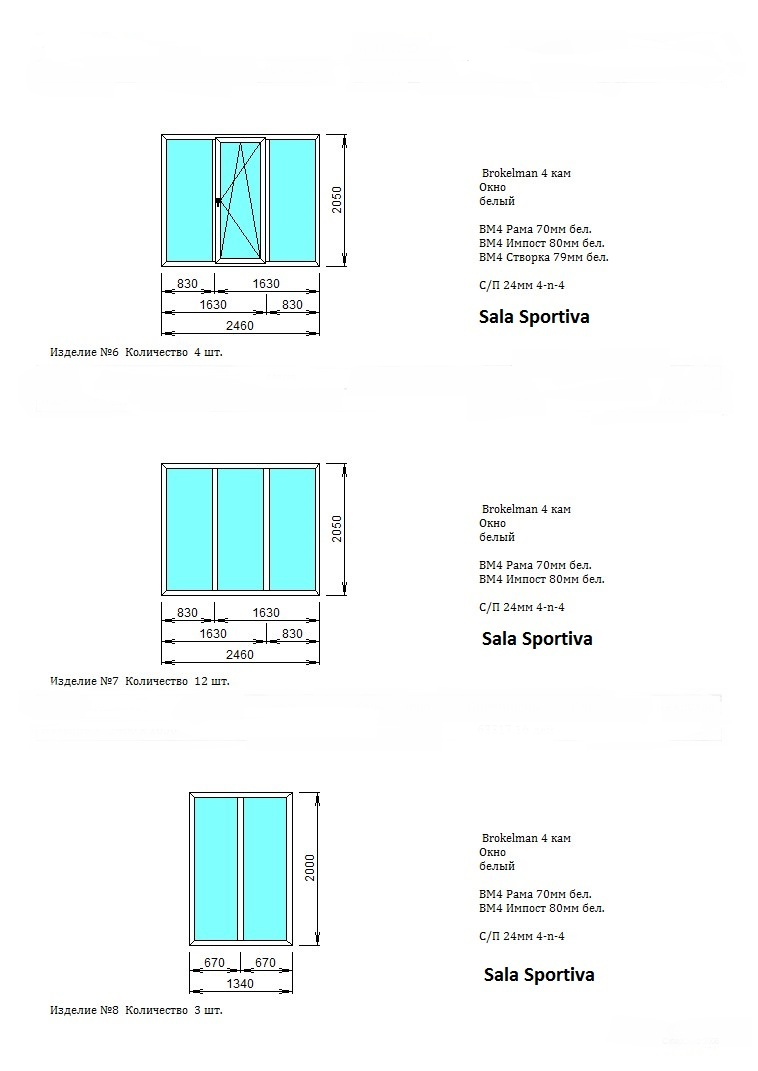 Brokelman 4 кам
Окно
белый
ВМ4 Рама 70мм бел.
ВМ4 Импост 80мм бел.
ВМ4 Створка 79мм бел.
С/П 24мм 4-п-4
Sala Sportiva
2050
830 1630
1630 830
2460
Изделие №6 Количество 4 шт.
Brokelman 4 кам
Окно
белый
ВМ4 Рама 70мм бел.
ВМ4 Импост 80мм бел.
С/П 24мм 4-п-4
Sala Sportiva
2050
830 1630
1630 830
2460
Изделие №7 Количество 12 шт.
Brokelman 4 кам
Окно
белый
ВМ4 Рама 70мм бел.
ВМ4 Импост 80мм бел.
С/П 24мм 4-п-4
Sala Sportiva
2000
670 670
1340
Изделие №8 Количество 3 шт.